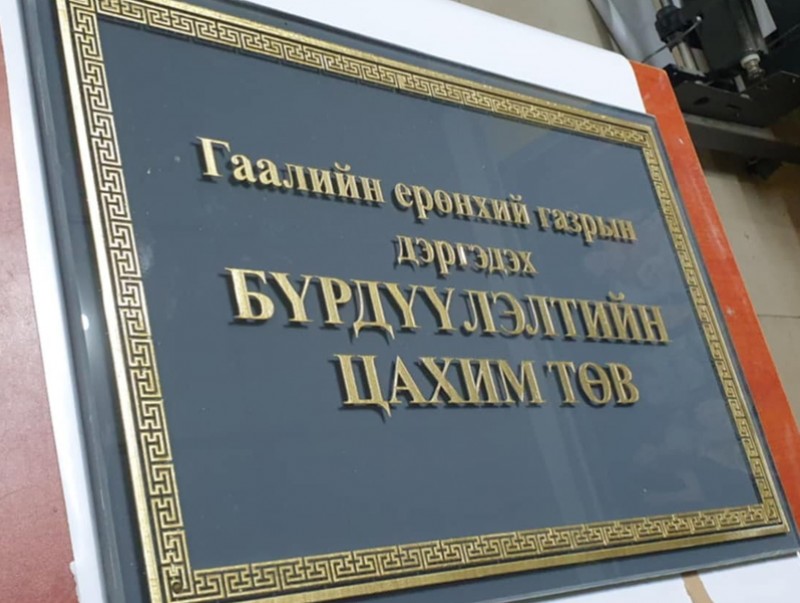 Гаалийн ерөнхий газрын
дэргэдэх
БҮРДҮҮЛЭЛТИЙН
ЦАХИМ ТӨВ